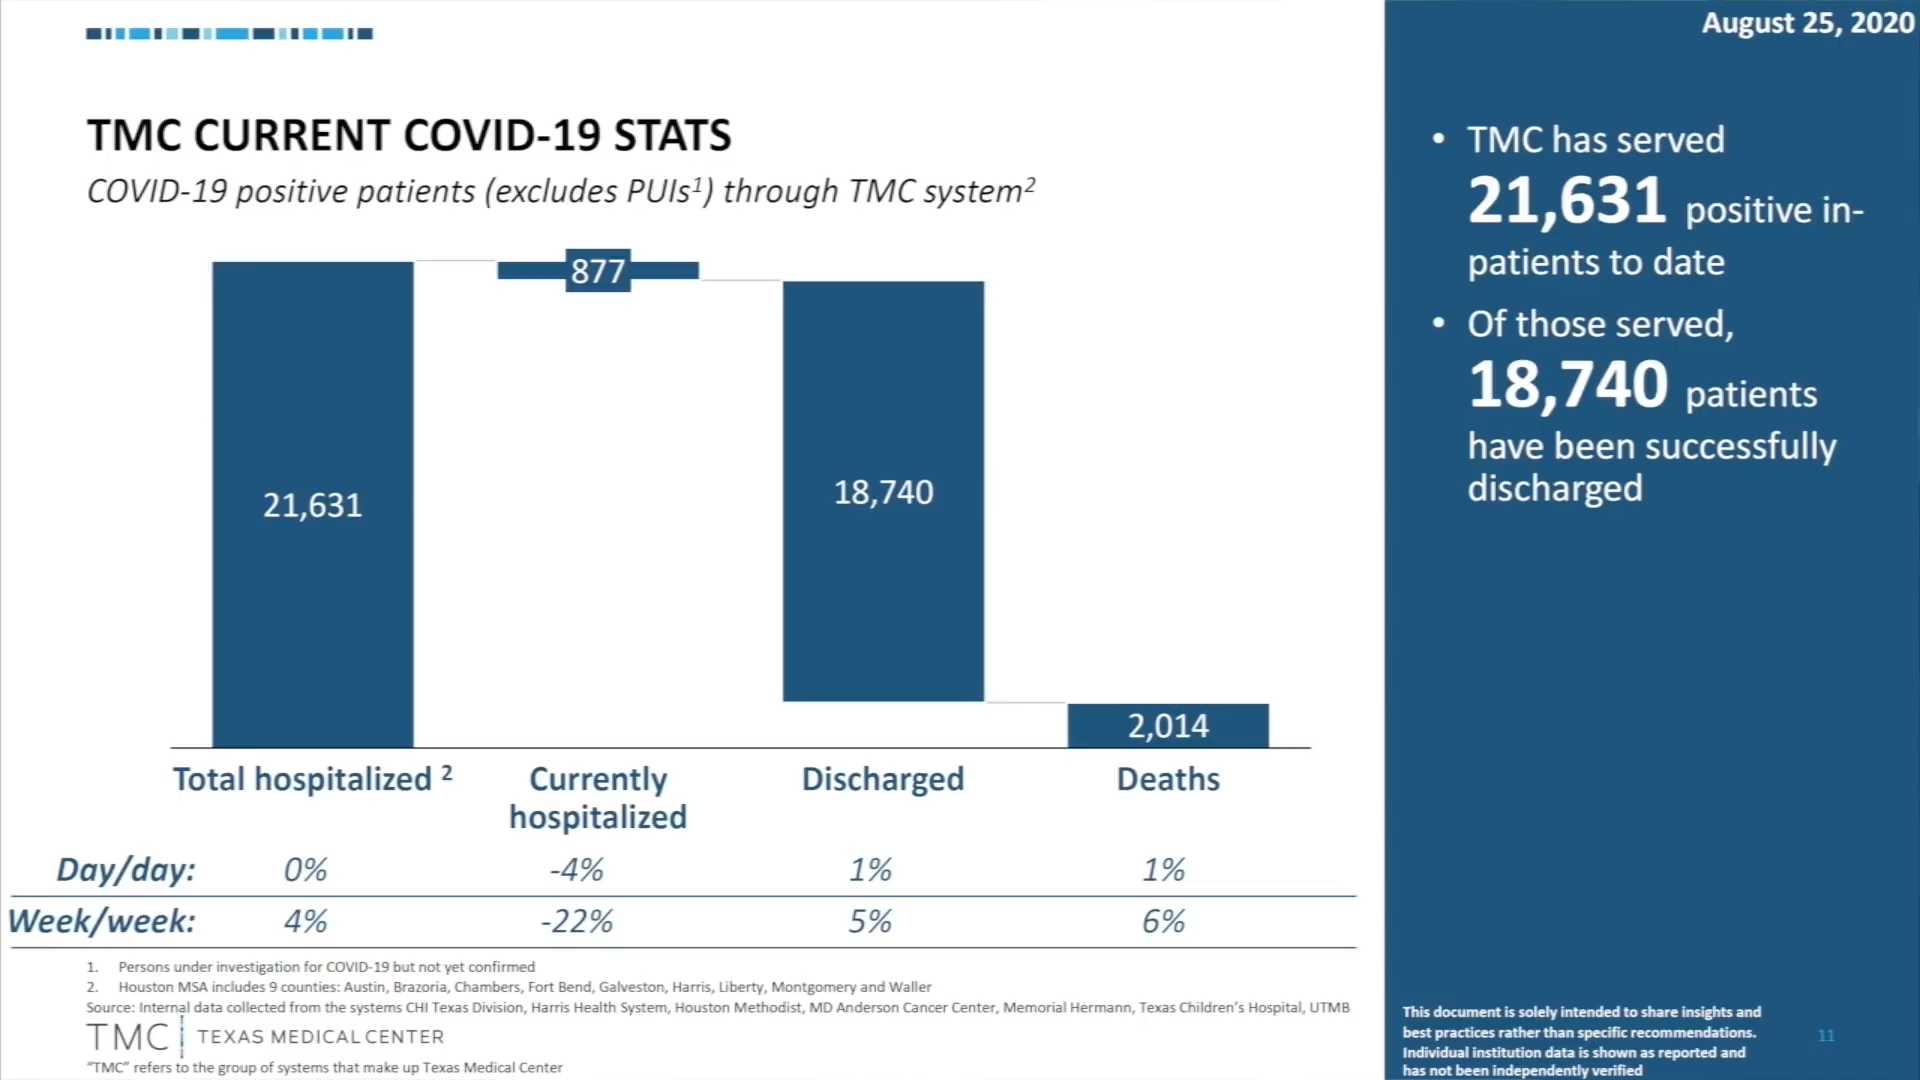 August 25, 2020
TMC CURRENT COVID-19 STATS
COVID-19 positive patients (excludes PUIs¹) through TMC system²
877
21,631
18,740
2,014
Total hospitalized ²
Currently
hospitalized
Discharged
Deaths
Day/day: 0% -4% 1% 1%
Week/week: 4% -22% 5% 6%
1. Persons under investigation for COVID-19 but not yet confirmed
2. Houston MSA includes 9 counties: Austin, Brazoria, Chambers, Fort Bend, Galveston, Harris, Liberty, Montgomery and Waller
Source: Internal data collected from the systems CHI Texas Division, Harris Health System, Houston Methodist, MD Anderson Cancer Center, Memorial Hermann, Texas Children's Hospital, UTMB
TMC | TEXAS MEDICAL CENTER
"TMC" refers to the group of systems that make up Texas Medical Center
• TMC has served
21,631 positive in-
patients to date
• Of those served,
18,740 patients
have been successfully
discharged
This document is solely intended to share insights and
best practices rather than specific recommendations.
Individual institution data is shown as reported and
has not been independently verified
11